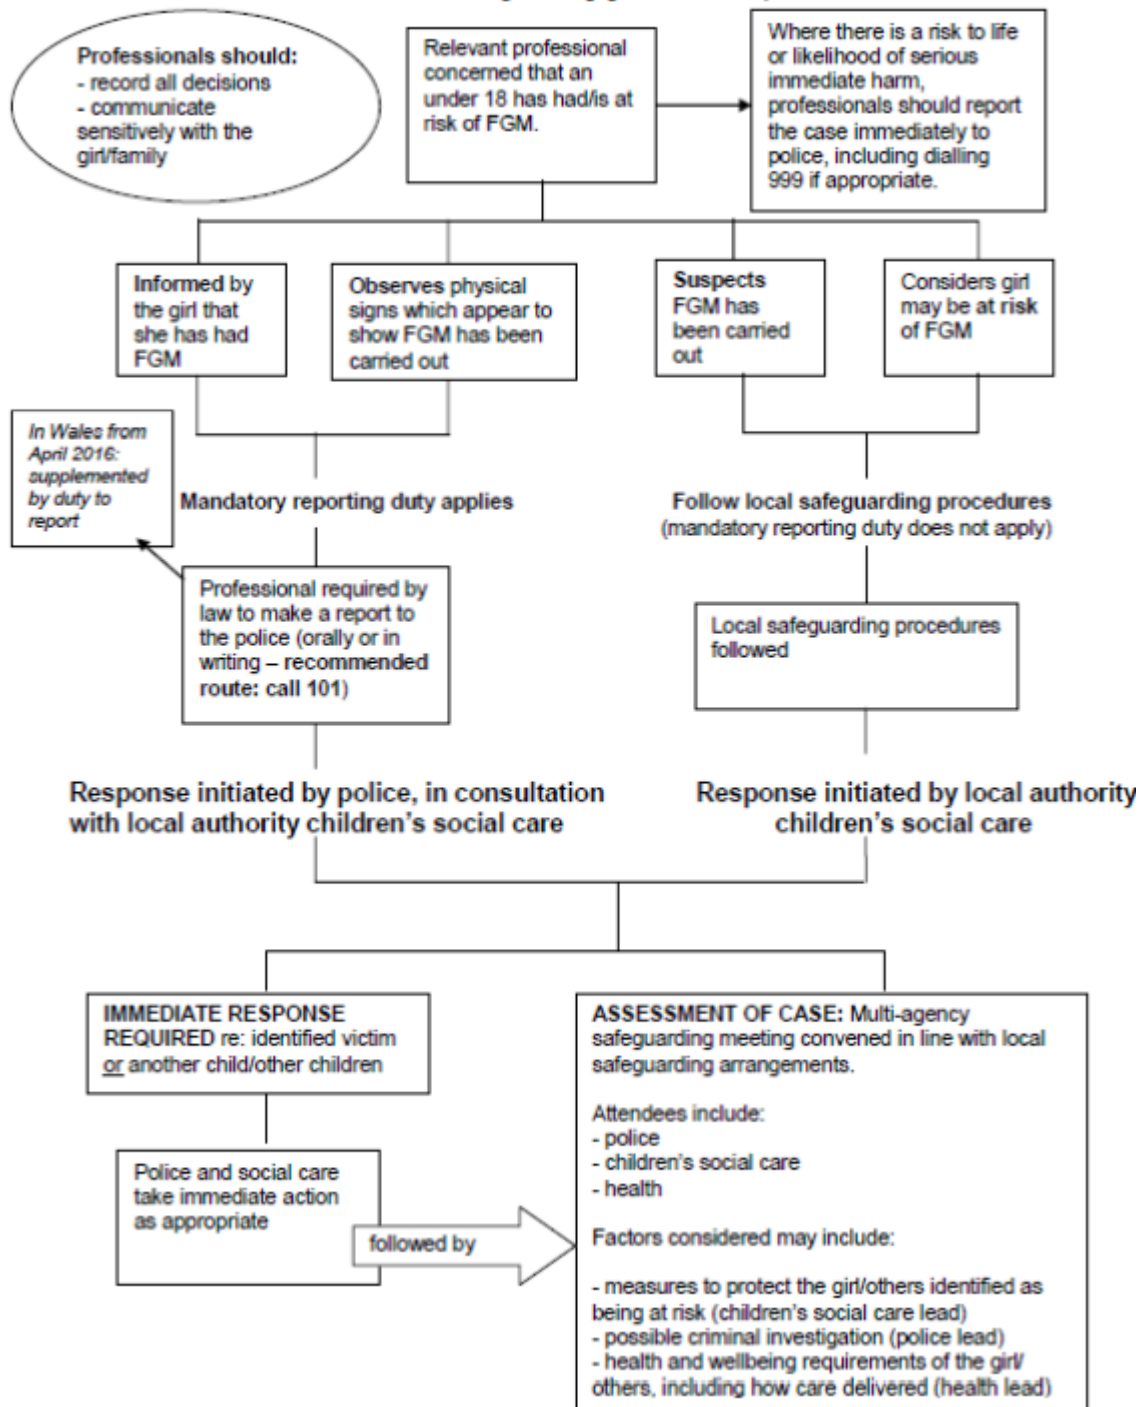 Professionals should:
- record all decisions
- communicate
sensitively with the
girl/family
Relevant professional
concerned that an
under 18 has had/is at
risk of FGM.
Where there is a risk to life
or likelihood of serious
immediate harm,
professionals should report
the case immediately to
police, including dialling
999 if appropriate.
Informed by
the girl that
she has had
FGM
Observes physical
signs which appear to
show FGM has been
carried out
Suspects
FGM has
been carried
out
Considers girl
may be at risk
of FGM
In Wales from
April 2016:
supplemented
by duty to
report
Mandatory reporting duty applies
Follow local safeguarding procedures
(mandatory reporting duty does not apply)
Professional required by
law to make a report to
the police (orally or in
writing – recommended
route: call 101)
Local safeguarding procedures
followed
Response initiated by police, in consultation
with local authority children's social care
Response initiated by local authority
children's social care
IMMEDIATE RESPONSE
REQUIRED re: identified victim
or another child/other children
Police and social care
take immediate action
as appropriate
followed by
ASSESSMENT OF CASE: Multi-agency
safeguarding meeting convened in line with local
safeguarding arrangements.
Attendees include:
- police
- children's social care
- health
Factors considered may include:
- measures to protect the girl/others identified as
being at risk (children's social care lead)
- possible criminal investigation (police lead)
- health and wellbeing requirements of the girl/
others, including how care delivered (health lead)